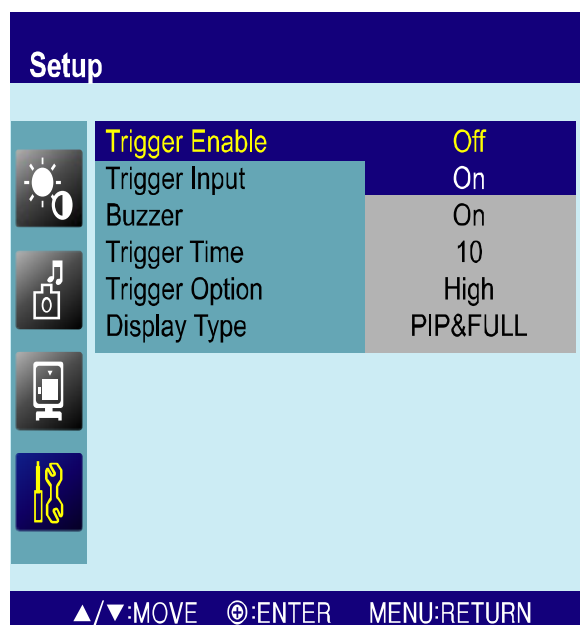 Setup
Trigger Enable Off
Trigger Input On
Buzzer On
Trigger Time 10
Trigger Option High
Display Type PIP&FULL
▲/▼:MOVE ⊕:ENTER MENU:RETURN